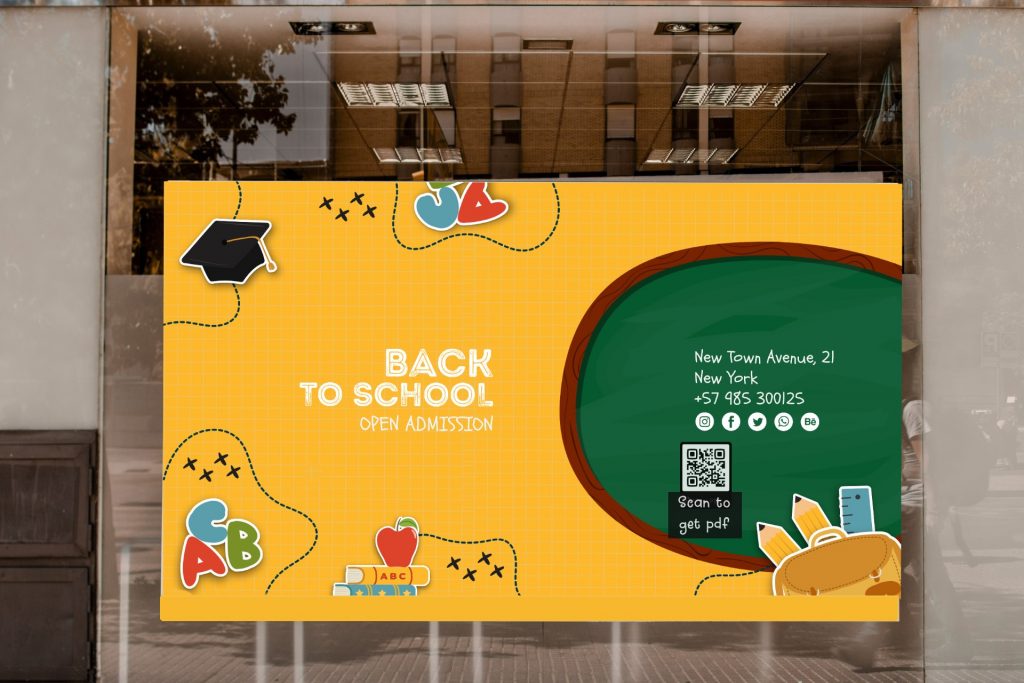 BACK
TO SCHOOL
OPEN ADMISSION
New Town Avenue, 21
New York
+57 985 300125
Bē
Scan to
get pdf
C
A B
ABC